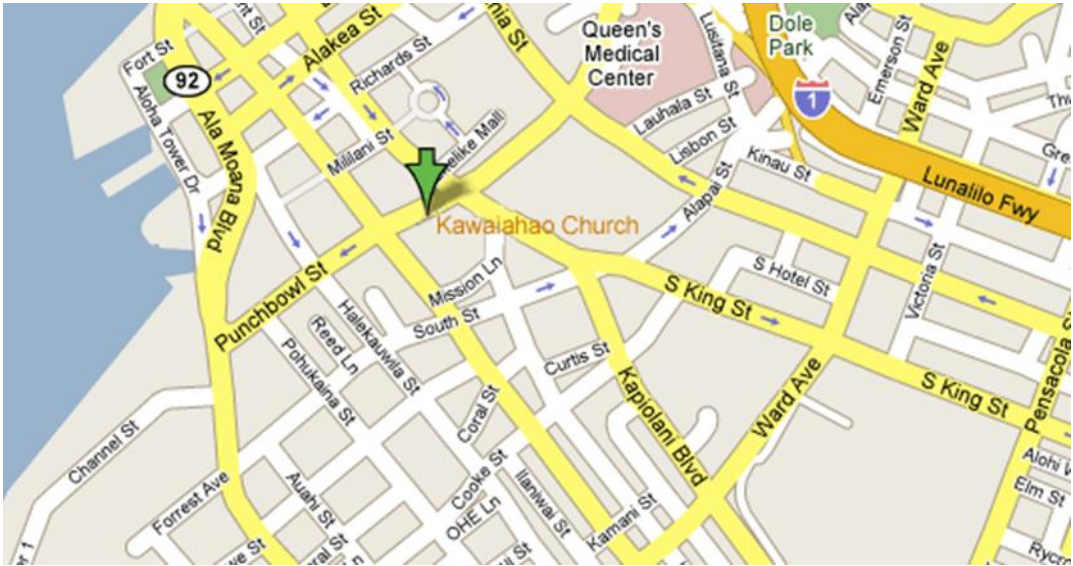 Fort St
Alakea St
Queen's
Medical
Center
Lusitana St
Dole
Park
Emerson St
Ward Ave
92
Richards St
1
Aloha Tower Dr
Ala Moana Blvd
Mililani St
Lauhala St
Lisbon St
Kinau St
Lunalilo Fwy
Kawaiahao Church
Alapai St
Mission Ln
S Hotel St
Victoria St
Punchbowl St
Halekauwila St
South St
S King St
Reed Ln
Pohukaina St
Curtis St
Kapiolani Blvd
Ward Ave
S King St
Pensacola S
Channel St
Coral St
Cooke St
Ilaniwai St
Forrest Ave
Auahi St
OHE Ln
Kamani St
Alohi
Elm St
Rycr